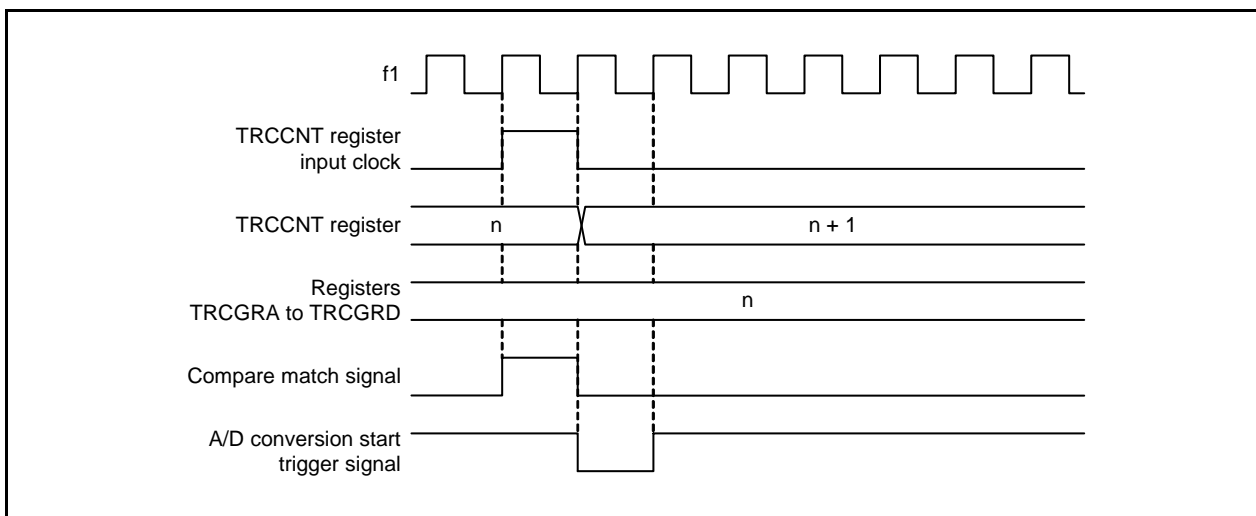 f1
TRCCNT register
input clock
TRCCNT register
n
n + 1
Registers
TRCGRA to TRCGRD
n
Compare match signal
A/D conversion start
trigger signal